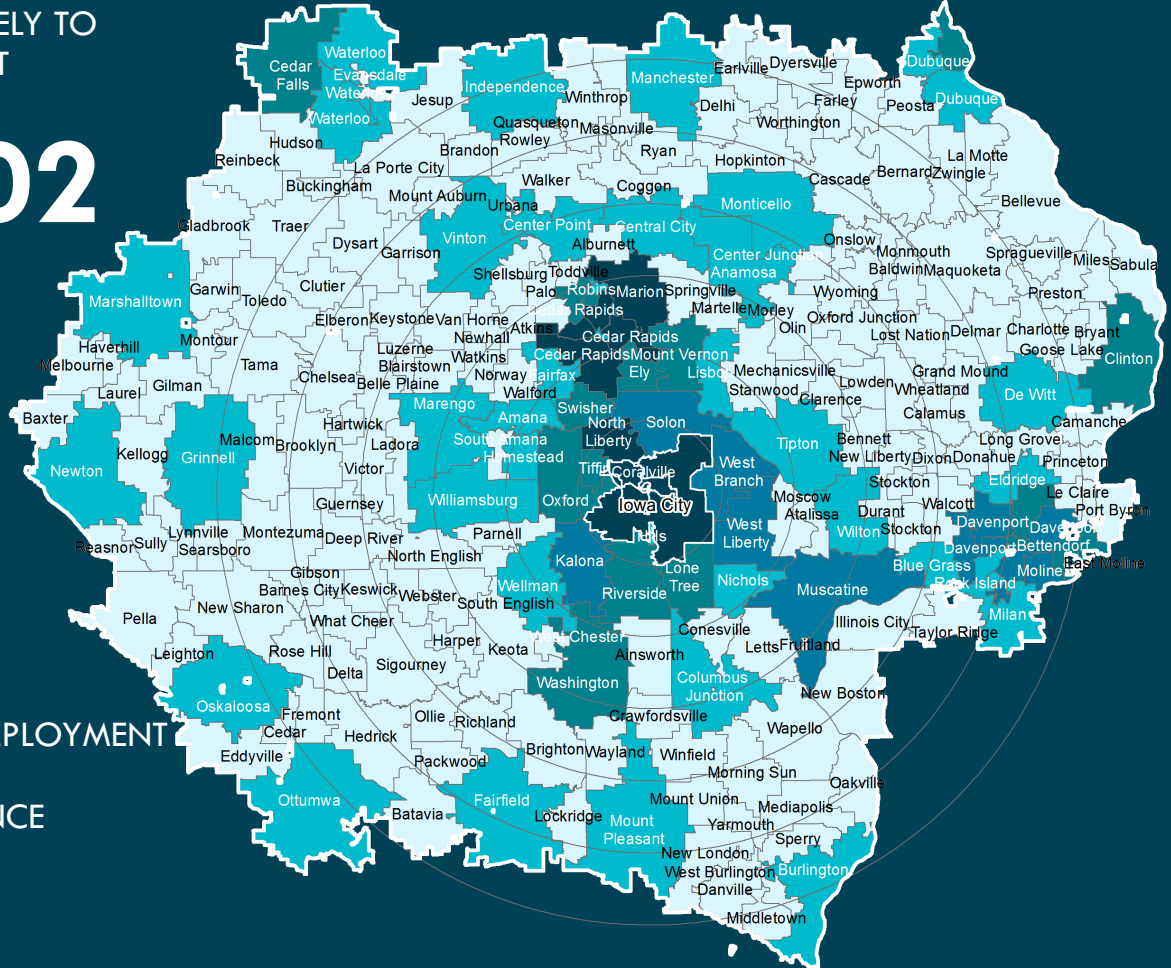 ELY TO
T
02
MPLOYMENT
NCE
Waterloo
Cedar
Falls
Evansdale
Waterloo
Waterloo
Jesup
Independence
Winthrop
Manchester
Earlville
Dyersville
Dubuque
Epworth
Farley
Peosta
Dubuque
Delhi
Worthington
Quasqueton
Masonville
Rowley
Hudson
Brandon
Ryan
Reinbeck
La Porte City
Hopkinton
La Motte
Bernard
Zwingle
Cascade
Buckingham
Mount Auburn
Walker
Coggon
Urbana
Monticello
Bellevue
Gladbrook
Traer
Center Point
Central City
Vinton
Dysart
Garrison
Alburnett
Onslow
Monmouth
Center Junction
Anamosa
Spragueville
Miles
Sabula
Baldwin
Maquoketa
Shellsburg
Toddville
Garwin
Clutier
Toledo
Palo
Robins
Marion
Springville
Wyoming
Preston
Marshalltown
Cedar Rapids
Martelle
Morley
Oxford Junction
Elberon
Keystone
Van Horne
Atkins
Olin
Lost Nation
Delmar
Charlotte
Bryant
Montour
Newhall
Cedar Rapids
Haverhill
Luzerne
Watkins
Cedar Rapids
Mount Vernon
Goose Lake
Clinton
Melbourne
Tama
Blairstown
Norway
Fairfax
Ely
Lisbon
Mechanicsville
Grand Mound
Chelsea
Belle Plaine
Lowden
Wheatland
De Witt
Laurel
Gilman
Walford
Stanwood
Clarence
Marengo
Swisher
Calamus
Baxter
Amana
North
Liberty
Solon
Hartwick
Camanche
Malcom
Brooklyn
Ladora
South Amana
Homestead
Tipton
Bennett
Long Grove
New Liberty
Dixon
Donahue
Princeton
Kellogg
Grinnell
Victor
Tiffin
Coralville
West
Branch
Newton
Stockton
Eldridge
Guernsey
Williamsburg
Oxford
Iowa City
Moscow
Atalissa
Durant
Walcott
Le Claire
Port Byron
Lynnville
Montezuma
Parnell
Hills
West
Liberty
Wilton
Stockton
Davenport
Davenport
Deep River
Reasnor
Sully
Searsboro
North English
Davenport
Bettendorf
Kalona
Lone
Tree
Blue Grass
Moline
East Moline
Gibson
Nichols
Rock Island
Barnes City
Keswick
Webster
Wellman
Riverside
Muscatine
New Sharon
South English
Milan
Pella
What Cheer
Illinois City
Taylor Ridge
Harper
West Chester
Conesville
Letts
Fruitland
Leighton
Rose Hill
Keota
Ainsworth
Delta
Sigourney
Washington
Columbus
Junction
New Boston
Oskaloosa
Fremont
Ollie
Richland
Crawfordsville
Cedar
Hedrick
Wapello
Eddyville
Brighton
Wayland
Winfield
Packwood
Morning Sun
Oakville
Ottumwa
Fairfield
Mount Union
Batavia
Lockridge
Mount
Pleasant
Mediapolis
Yarmouth
Sperry
New London
West Burlington
Burlington
Danville
Middletown